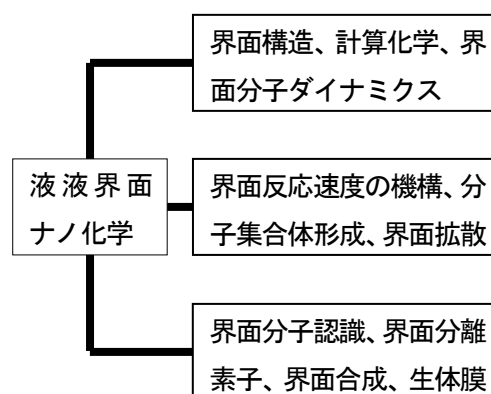 界面構造、計算化学、界
面分子ダイナミクス
液液界面
ナノ化学
界面反応速度の機構、分
子集合体形成、界面拡散
界面分子認識、界面分離
素子、界面合成、生体膜